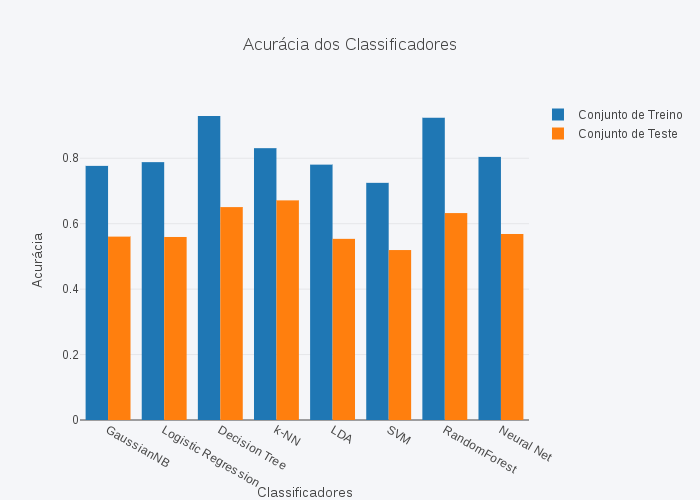 Acurácia dos Classificadores
Conjunto de Treino
Conjunto de Teste
Acurácia
0.8
0.6
0.4
0.2
0
GaussianNB
Logistic Regression
Decision Tree
k-NN
LDA
SVM
RandomForest
Neural Net
Classificadores